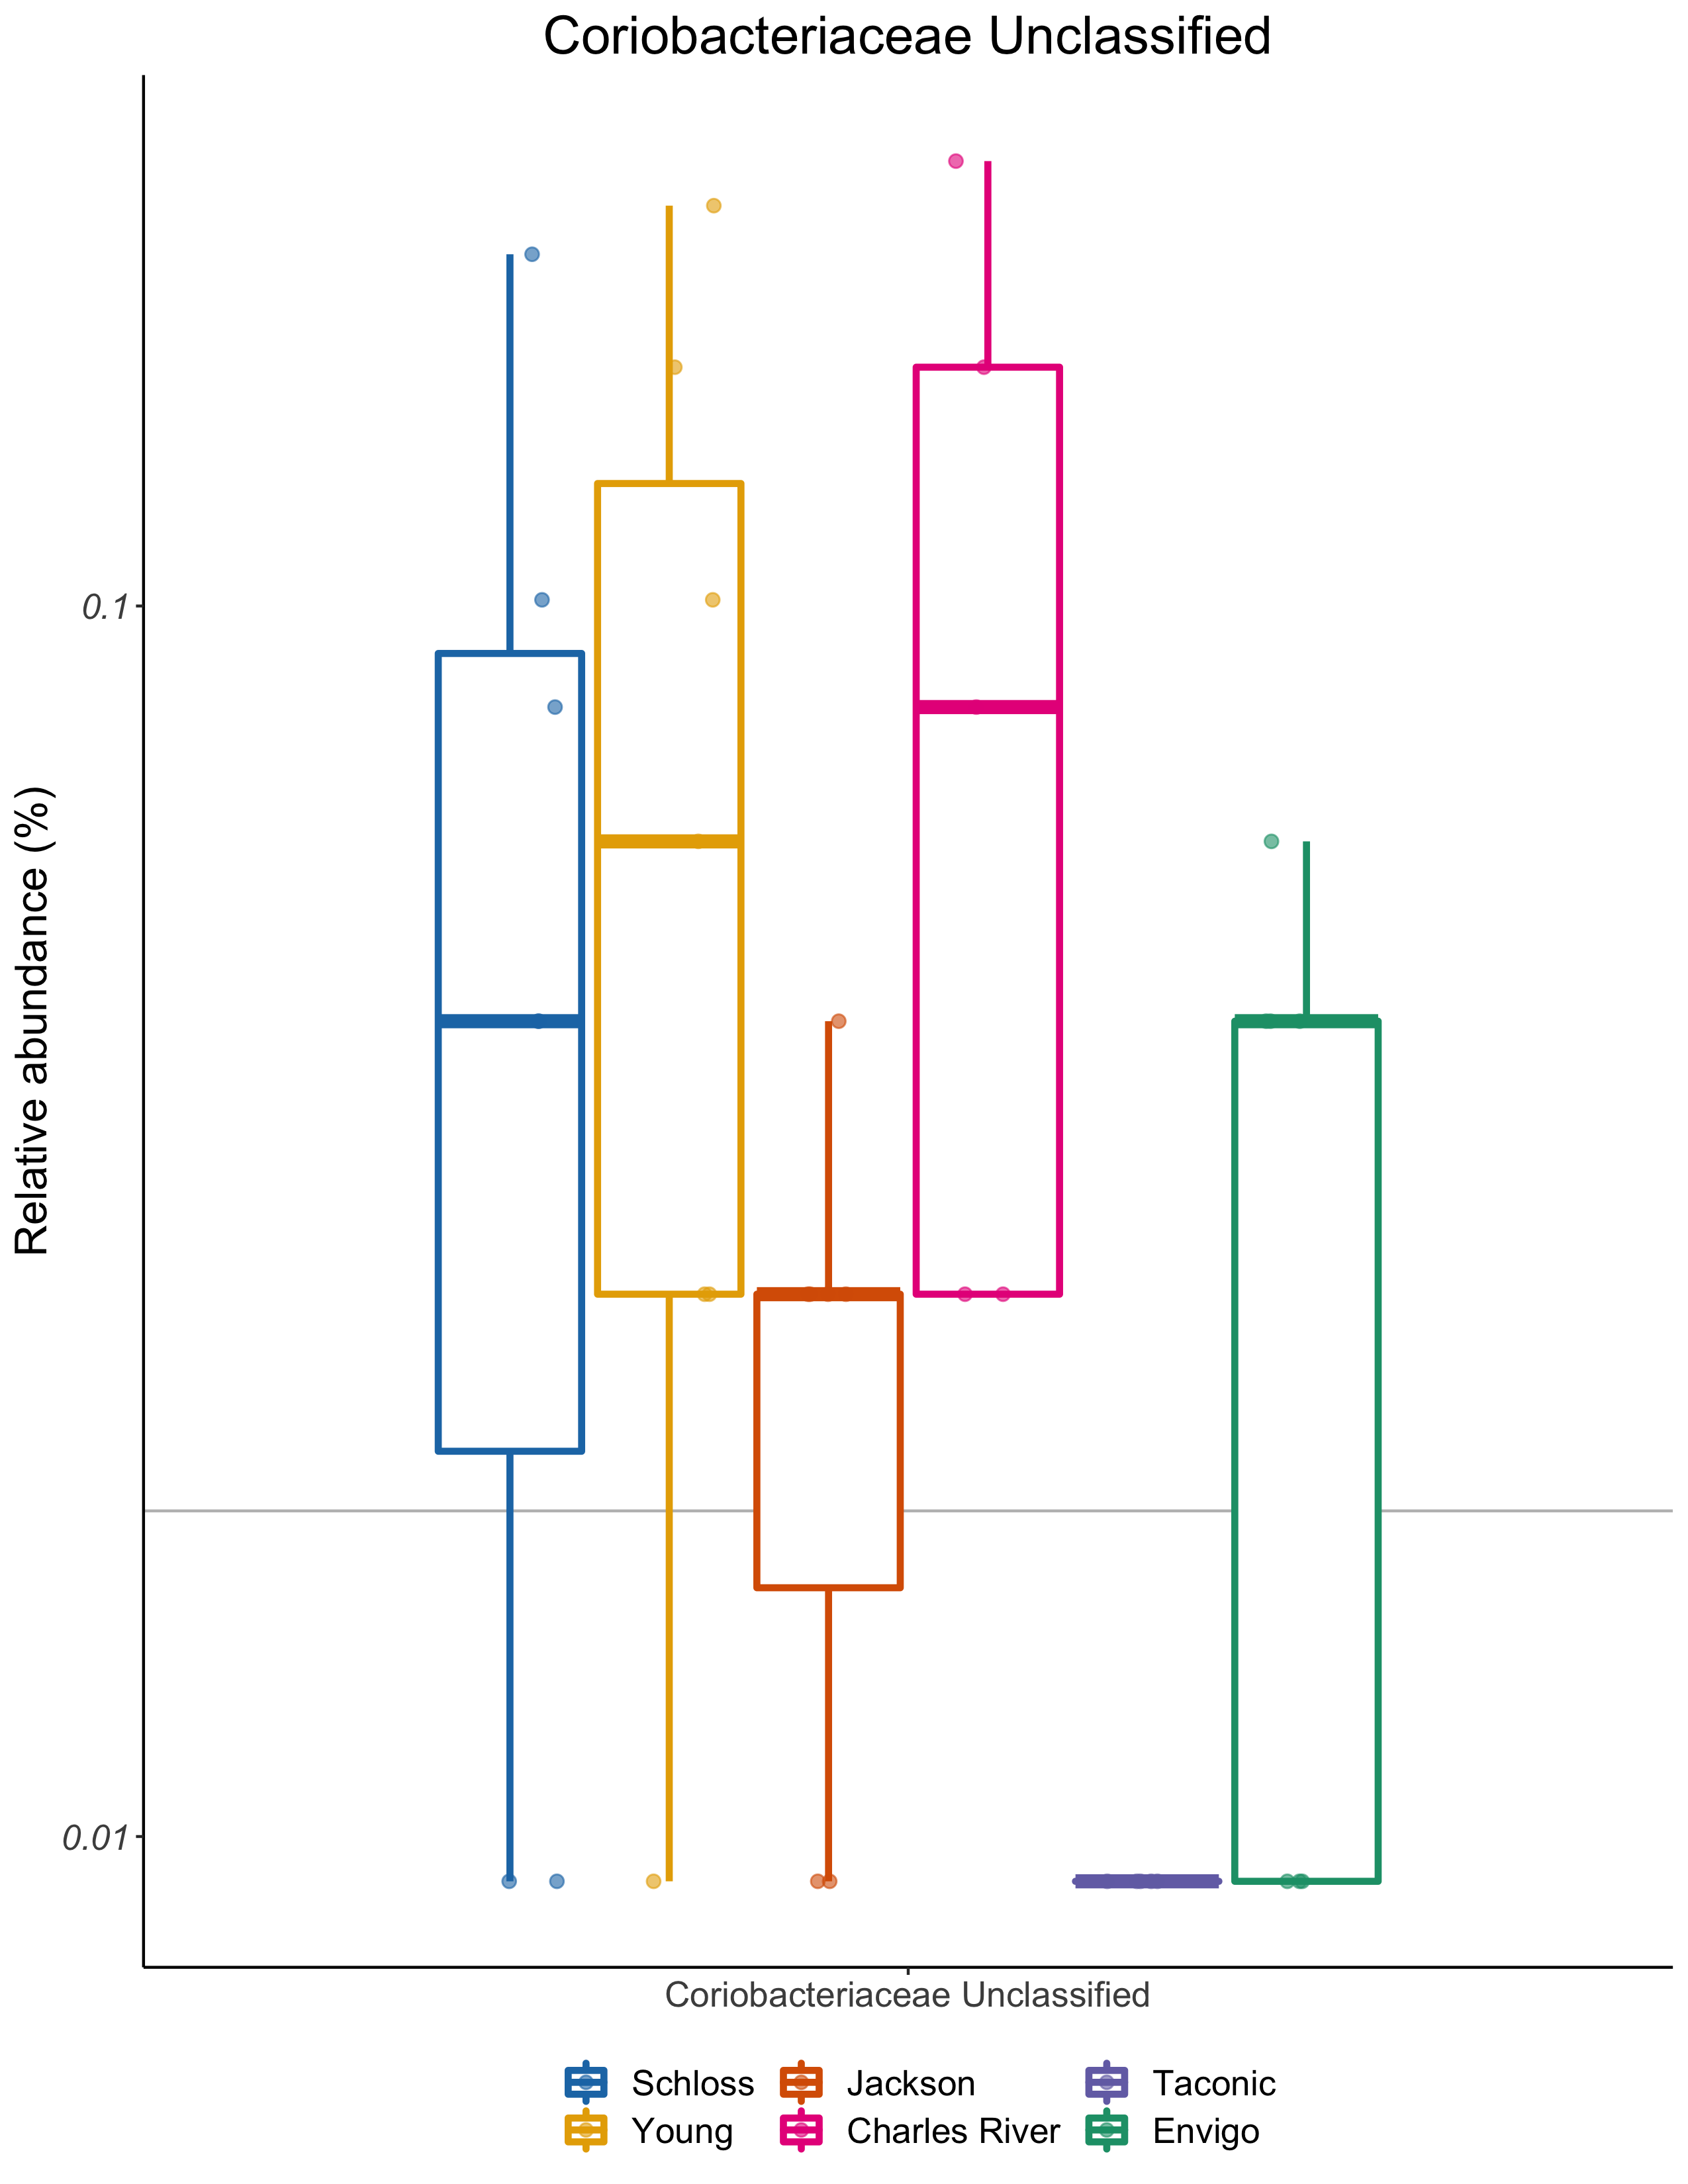 Coriobacteriaceae Unclassified
Relative abundance (%)
0.1
0.01
Coriobacteriaceae Unclassified
Schloss Jackson Taconic
Young Charles River Envigo